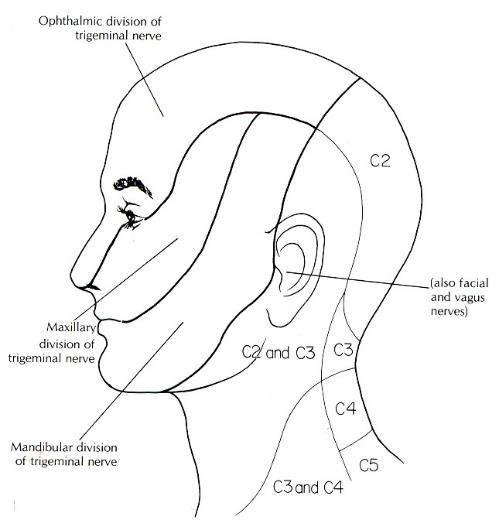 Ophthalmic division of
trigeminal nerve
C2
(also facial
and vagus
nerves)
Maxillary
division of
trigeminal nerve
C2 and C3
C3
C4
Mandibular division
of trigeminal nerve
C5
C3 and C4